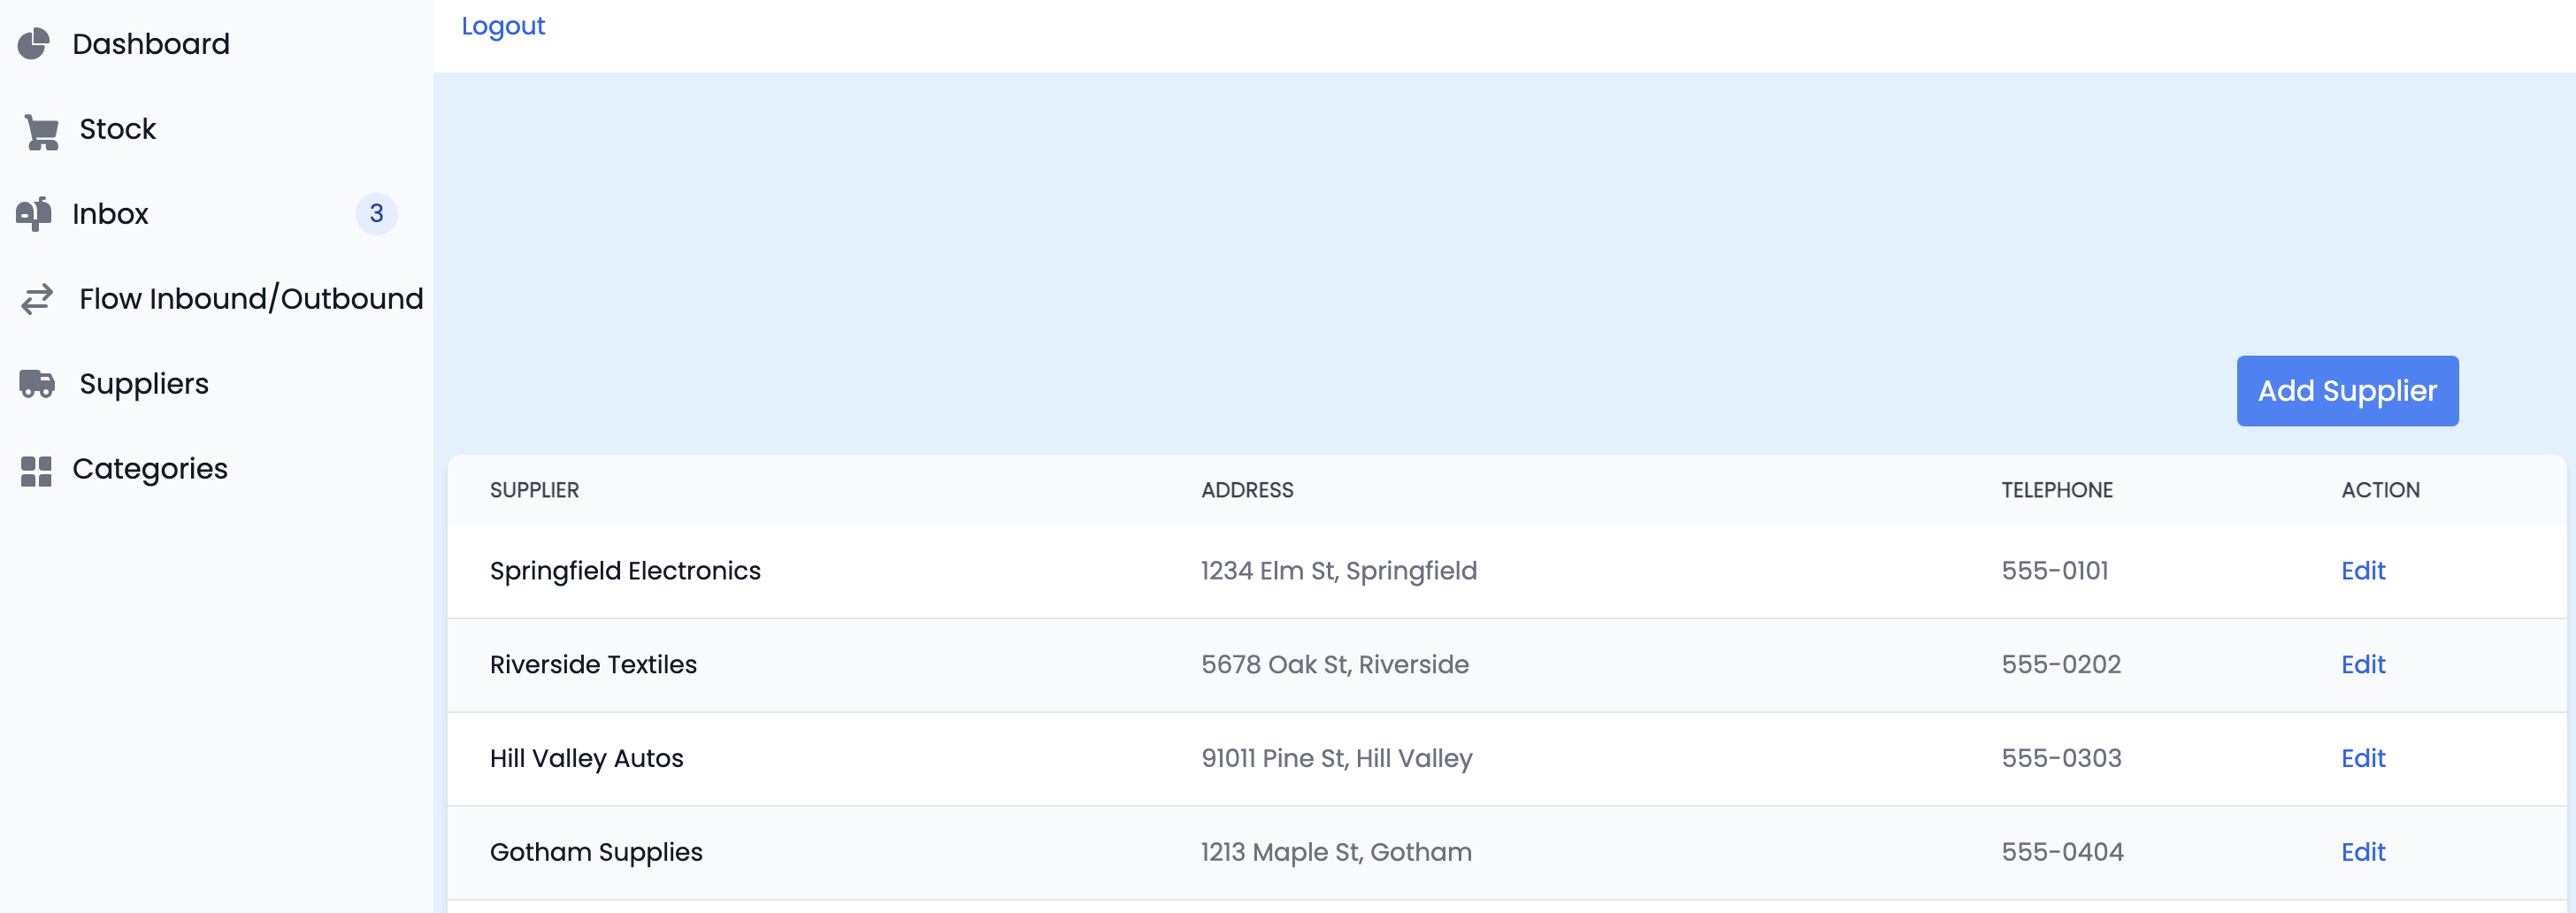 Dashboard
Stock
Inbox 3
Flow Inbound/Outbound
Suppliers
Categories
Logout
Add Supplier
SUPPLIER ADDRESS TELEPHONE ACTION
Springfield Electronics 1234 Elm St, Springfield 555-0101 Edit
Riverside Textiles 5678 Oak St, Riverside 555-0202 Edit
Hill Valley Autos 91011 Pine St, Hill Valley 555-0303 Edit
Gotham Supplies 1213 Maple St, Gotham 555-0404 Edit